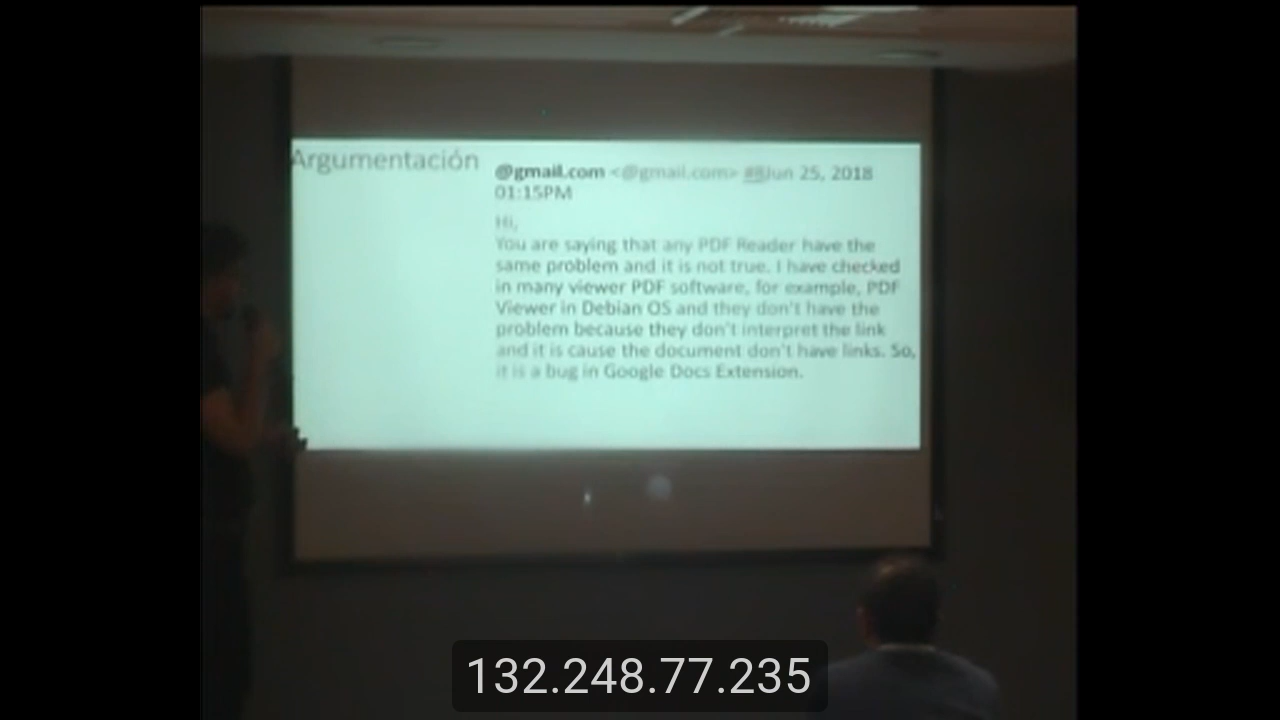 Argumentación
@gmail.com <@gmail.com> #8Jun 25, 2018
01:15PM
Hi,
You are saying that any PDF Reader have the
same problem and it is not true. I have checked
in many viewer PDF software, for example, PDF
Viewer in Debian OS and they don't have the
problem because they don't interpret the link
and it is cause the document don't have links. So,
it is a bug in Google Docs Extension.
132.248.77.235